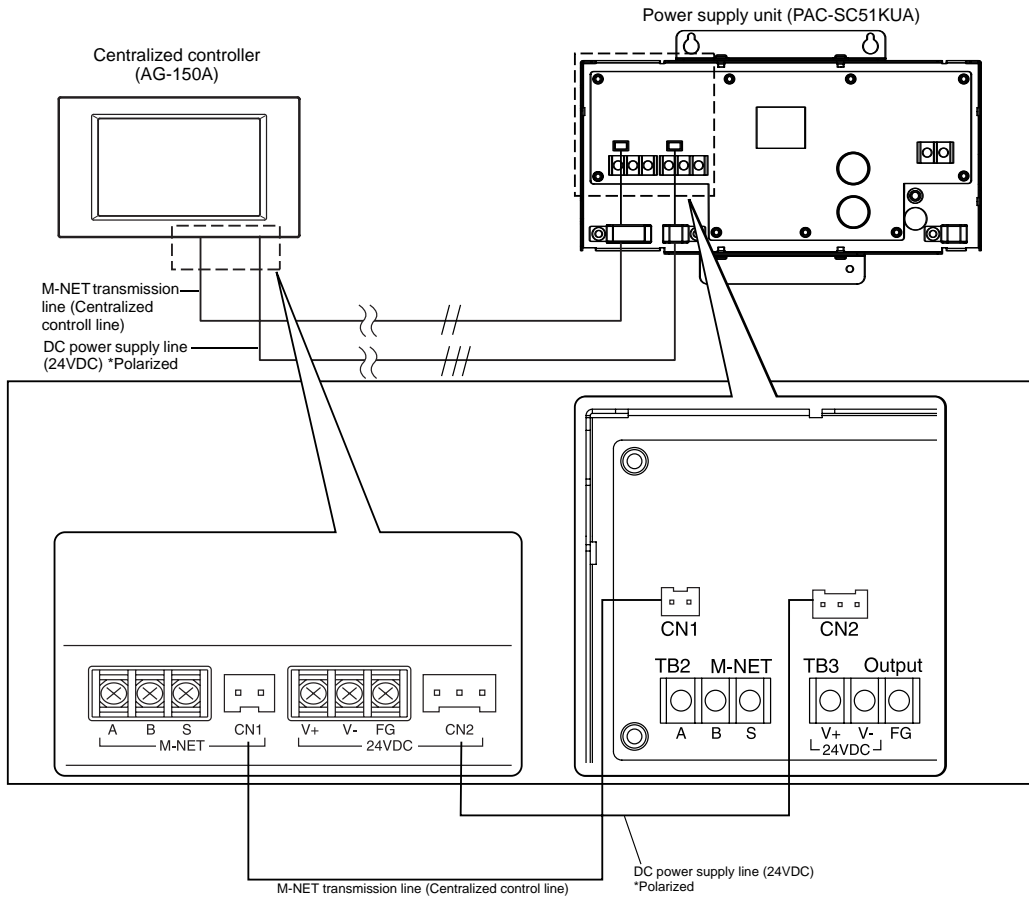 Power supply unit (PAC-SC51KUA)
Centralized controller
(AG-150A)
M-NET transmission
line (Centralized
controll line)
DC power supply line
(24VDC) *Polarized
CN1
CN2
TB2 M-NET
TB3 Output
A B S
V+ V- FG
24VDC
A B S CN1
M-NET
V+ V- FG CN2
24VDC
DC power supply line (24VDC)
*Polarized
M-NET transmission line (Centralized control line)